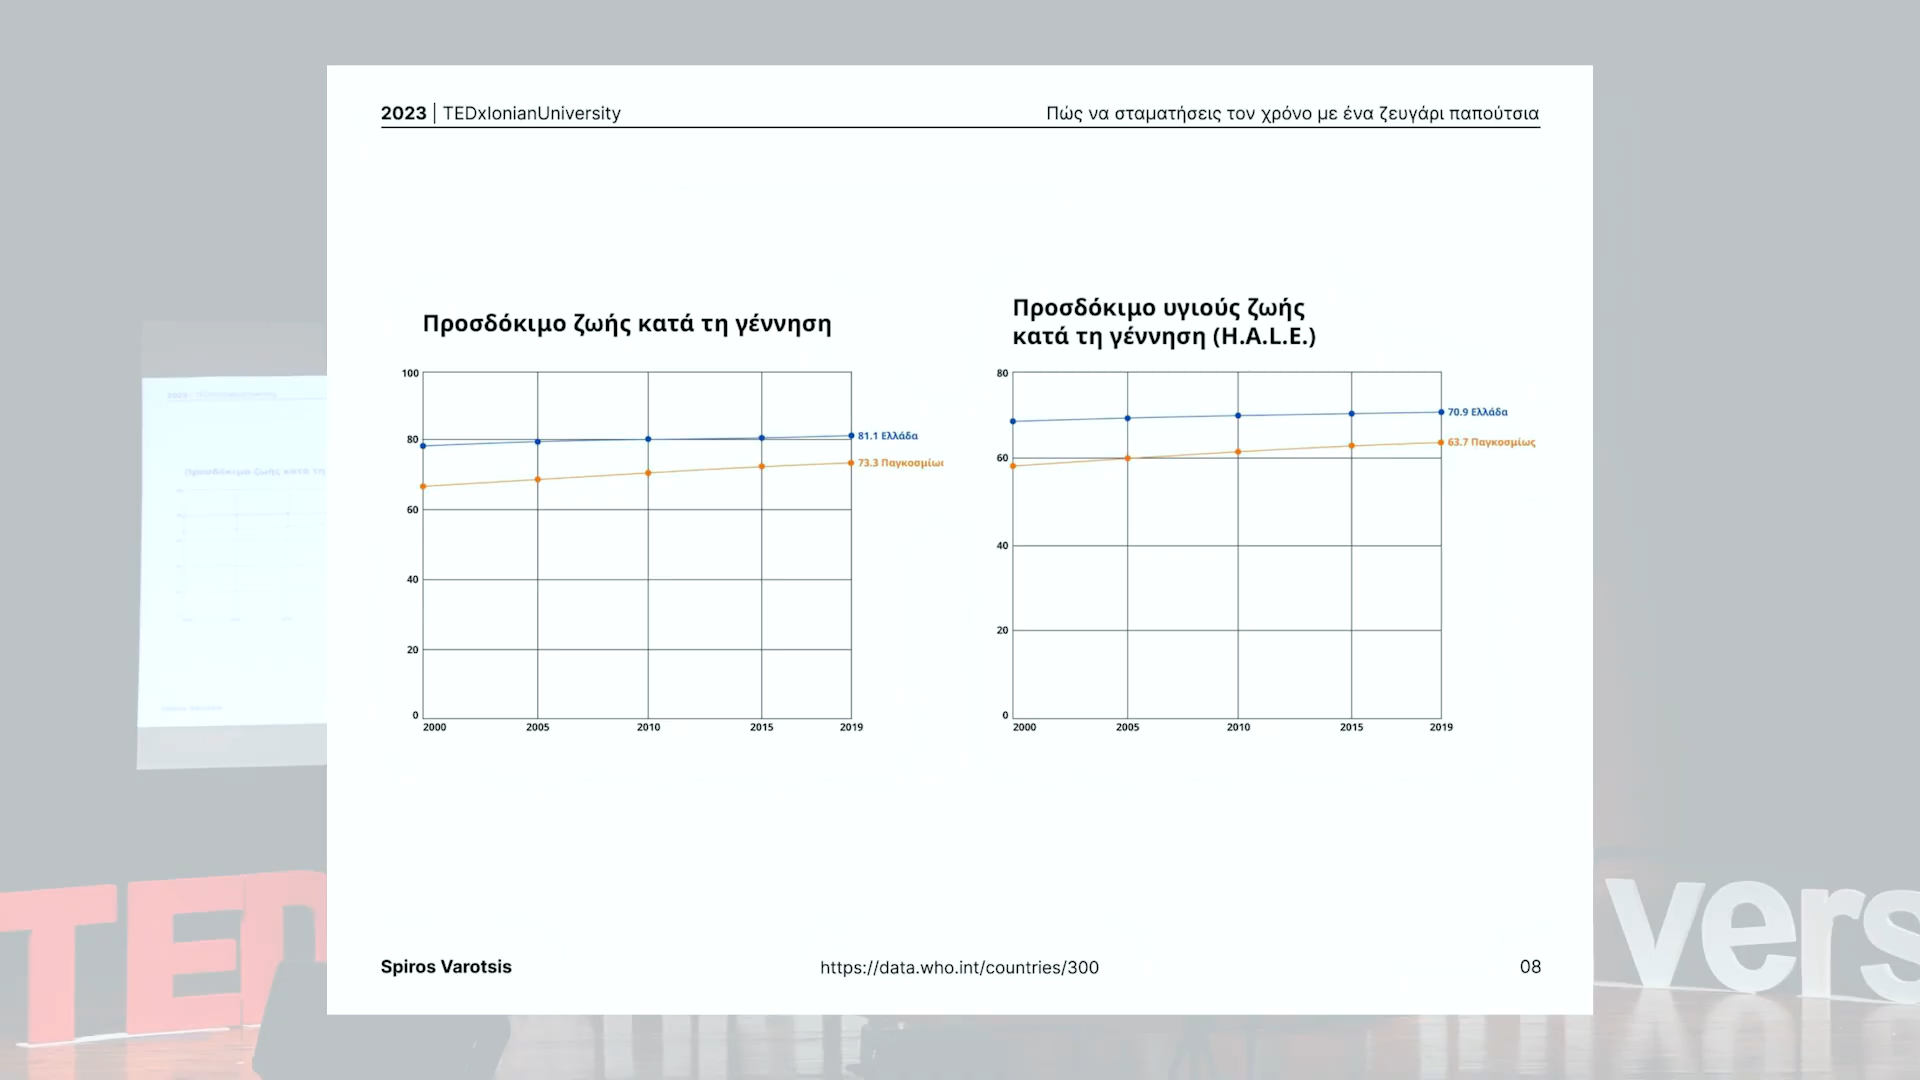 2023 | TEDxIonianUniversity
Πώς να σταματήσεις τον χρόνο με ένα ζευγάρι παπούτσια
Προσδόκιμο ζωής κατά τη γέννηση
100
80
60
40
20
0
2000 2005 2010 2015 2019
81.1 Ελλάδα
73.3 Παγκοσμίως
Προσδόκιμο υγιούς ζωής
κατά τη γέννηση (H.A.L.E.)
80
60
40
20
0
2000 2005 2010 2015 2019
70.9 Ελλάδα
63.7 Παγκοσμίως
Spiros Varotsis
https://data.who.int/countries/300
08
TED
vers